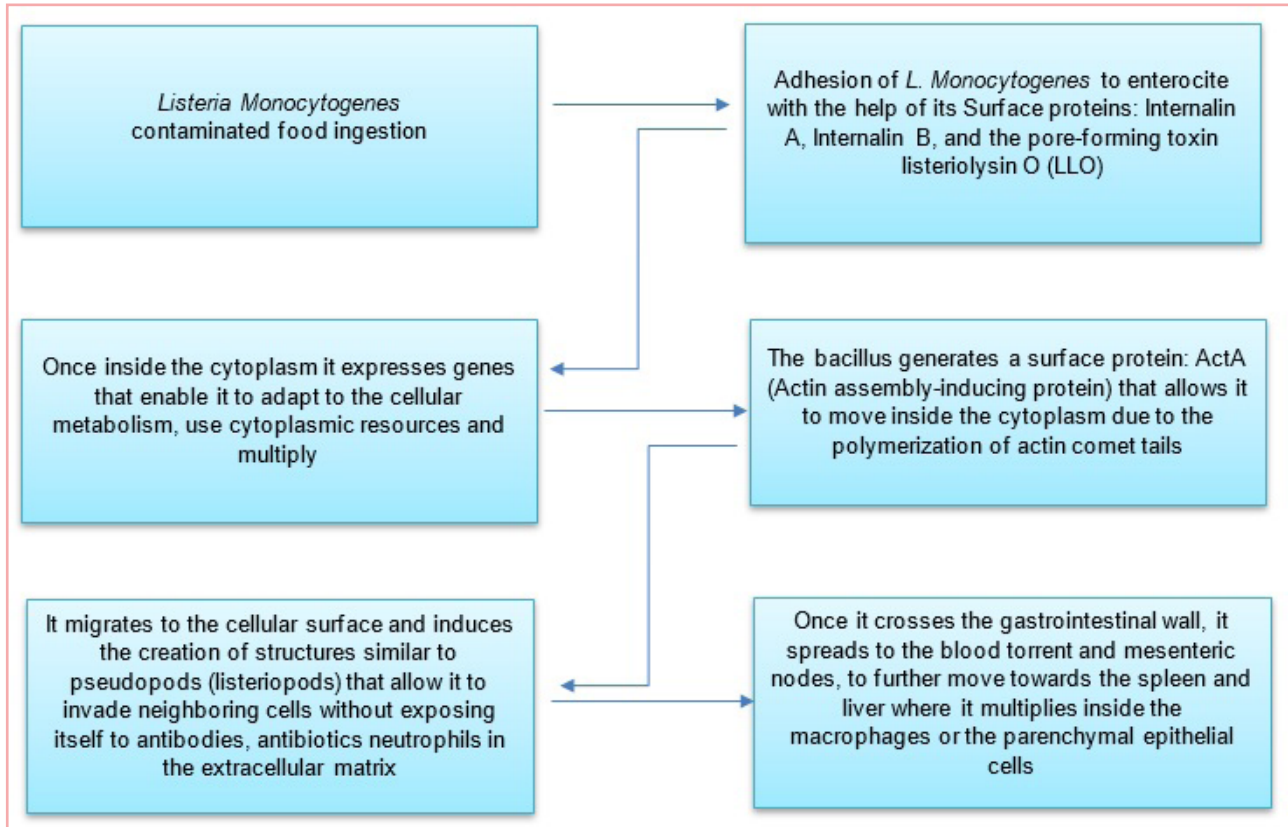 Listeria Monocytogenes
contaminated food ingestion
Adhesion of L. Monocytogenes to enterocite
with the help of its Surface proteins: Internalin
A, Internalin B, and the pore-forming toxin
listeriolysin O (LLO)
Once inside the cytoplasm it expresses genes
that enable it to adapt to the cellular
metabolism, use cytoplasmic resources and
multiply
The bacillus generates a surface protein: ActA
(Actin assembly-inducing protein) that allows it
to move inside the cytoplasm due to the
polymerization of actin comet tails
It migrates to the cellular surface and induces
the creation of structures similar to
pseudopods (listeriopods) that allow it to
invade neighboring cells without exposing
itself to antibodies, antibiotics neutrophils in
the extracellular matrix
Once it crosses the gastrointestinal wall, it
spreads to the blood torrent and mesenteric
nodes, to further move towards the spleen and
liver where it multiplies inside the
macrophages or the parenchymal epithelial
cells